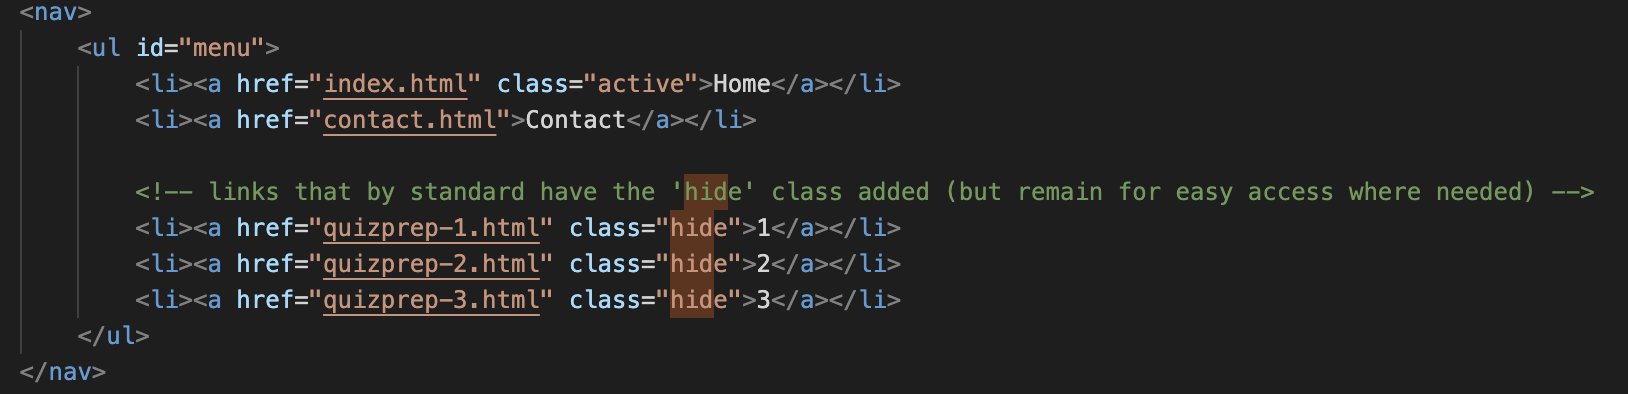 <nav>
<ul id="menu">
<li><a href="index.html" class="active">Home</a></li>
<li><a href="contact.html">Contact</a></li>
<!-- links that by standard have the 'hide' class added (but remain for easy access where needed) -->
<li><a href="quizprep-1.html" class="hide">1</a></li>
<li><a href="quizprep-2.html" class="hide">2</a></li>
<li><a href="quizprep-3.html" class="hide">3</a></li>
</ul>
</nav>